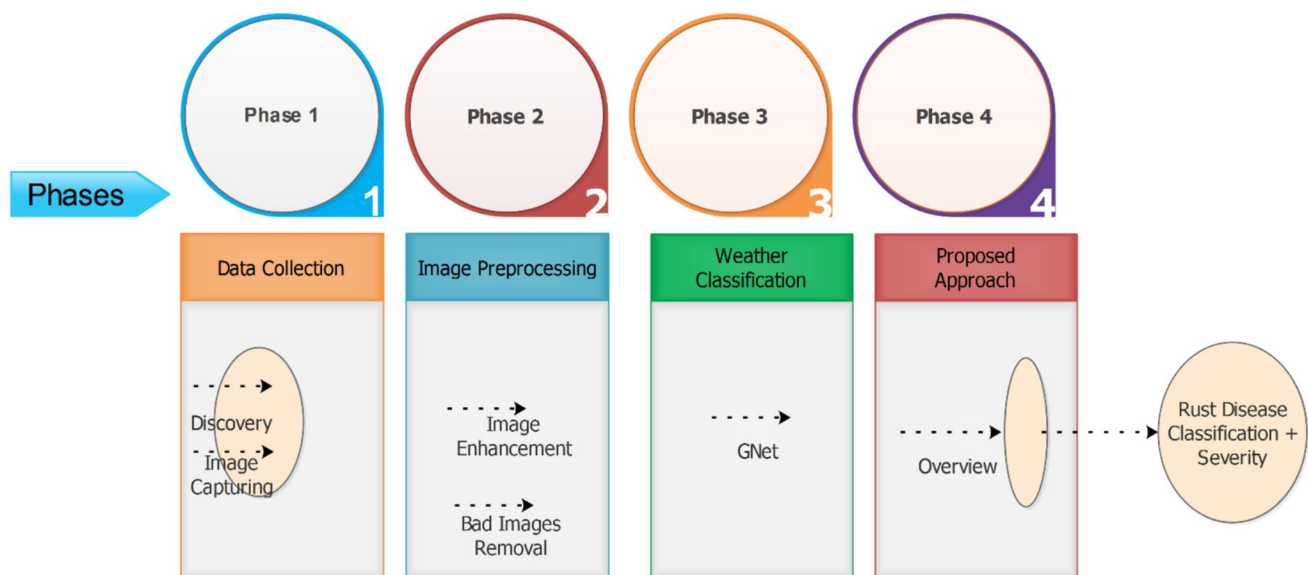 Phase 1
Phase 2
Phase 3
Phase 4
Phases
1
2
3
4
Data Collection
Image Preprocessing
Weather
Classification
Proposed
Approach
Discovery
Image
Capturing
Image
Enhancement
Bad Images
Removal
GNet
Overview
Rust Disease
Classification +
Severity